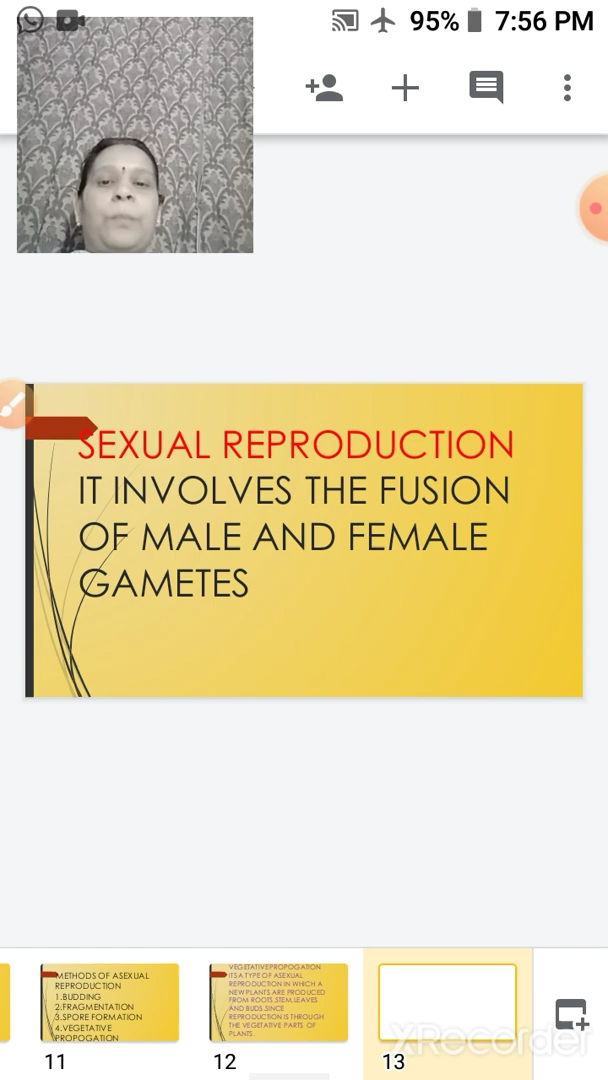 95% 7:56 PM
SEXUAL REPRODUCTION
IT INVOLVES THE FUSION
OF MALE AND FEMALE
GAMETES
METHODS OF ASEXUAL
REPRODUCTION
1.BUDDING
2.FRAGMENTATION
3.SPORE FORMATION
4.VEGETATIVE
PROPOGATION
11
VEGETATIVEPROPOGATION
ITS A TYPE OF ASEXUAL
REPRODUCTION IN WHICH A
NEW PLANTS ARE PRODUCED
FROM ROOTS,STEM,LEAVES
AND BUDS.SINCE
REPRODUCTION IS THROUGH
THE VEGETATIVE PARTS OF
PLANTS.
12
13
XRecorder